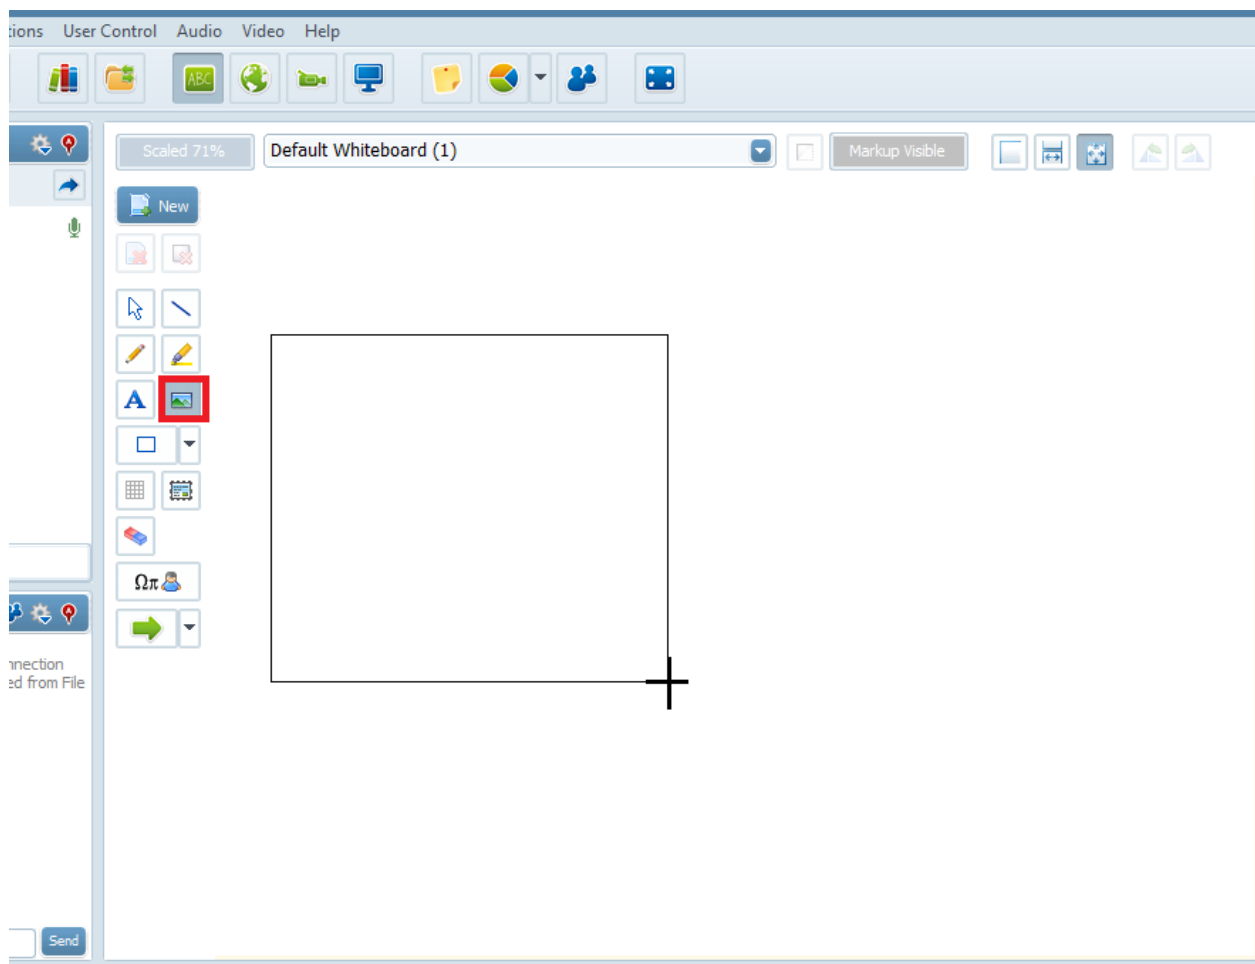 tions User Control Audio Video Help
ABC
Scaled 71%
Default Whiteboard (1)
Markup Visible
New
A
Ωπ
nnection
ed from File
Send